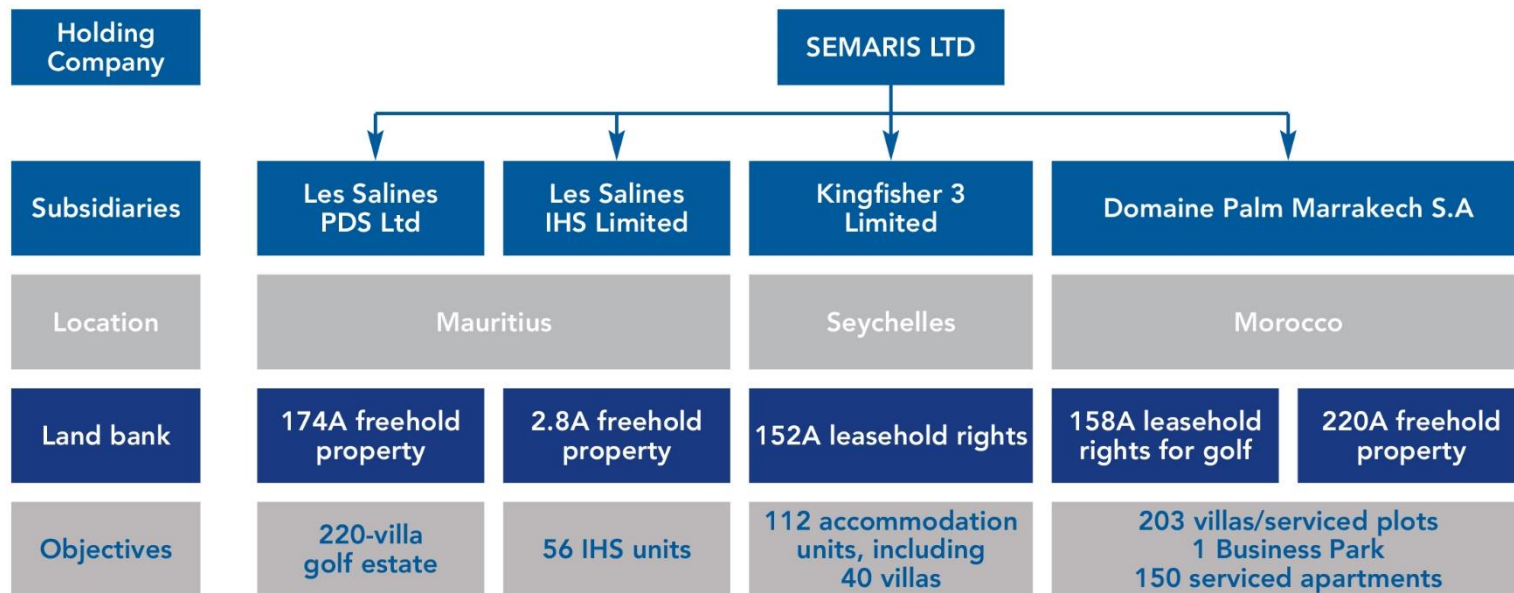 Holding
Company
SEMARIS LTD
Subsidiaries
Les Salines
PDS Ltd
Les Salines
IHS Limited
Kingfisher 3
Limited
Domaine Palm Marrakech S.A
Location
Mauritius
Seychelles
Morocco
Land bank
174A freehold
property
2.8A freehold
property
152A leasehold rights
158A leasehold
rights for golf
220A freehold
property
Objectives
220-villa
golf estate
56 IHS units
112 accommodation
units, including
40 villas
203 villas/serviced plots
1 Business Park
150 serviced apartments